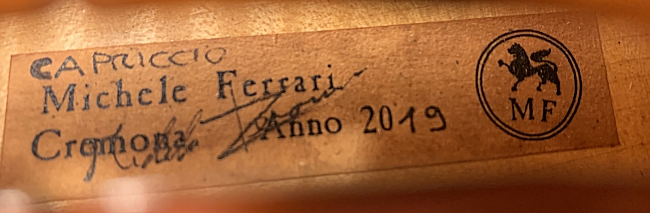 CAPRICCIO
Michele Ferrari
Cremona Anno 2019
MF